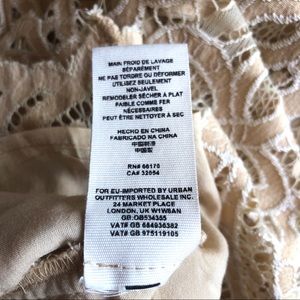 MAIN FROID DE LAVAGE
SÉPARÉMENT
NE PAS TORDRE OU DÉFORMER
UTILISEZ SEULEMENT
NON-JAVEL
REMODELER SÉCHER À PLAT
FAIBLE COMME FER
NÉCESSAIRES
PEUT ÊTRE NETTOYER À SEC
HECHO EN CHINA
FABRICADO NA CHINA
中国制造
中国製
RN# 66170
CA# 32054
FOR EU-IMPORTED BY URBAN
OUTFITTERS WHOLESALE INC.
24 MARKET PLACE
LONDON, UK W1W8AN
GB:GB534355
VAT# GB 684936382
VAT# GB 975119105